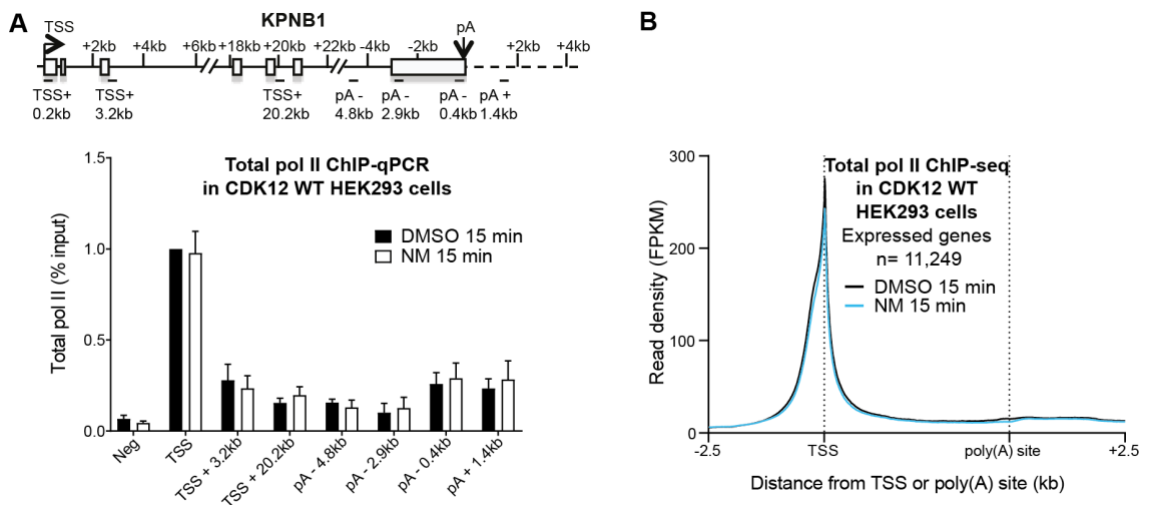 A
KPNB1
TSS
pA
+2kb +4kb +6kb +18kb +20kb +22kb -4kb -2kb +2kb +4kb
TSS+ TSS+ TSS+ pA - pA - pA - pA +
0.2kb 3.2kb 20.2kb 4.8kb 2.9kb 0.4kb 1.4kb
Total pol II ChIP-qPCR
in CDK12 WT HEK293 cells
DMSO 15 min
NM 15 min
Total pol II (% input)
1.5
1.0
0.5
0.0
Neg
TSS
TSS + 3.2kb
TSS + 20.2kb
pA - 4.8kb
pA - 2.9kb
pA - 0.4kb
pA + 1.4kb
B
Total pol II ChIP-seq
in CDK12 WT
HEK293 cells
Expressed genes
n= 11,249
DMSO 15 min
NM 15 min
Read density (FPKM)
300
200
100
0
-2.5 TSS poly(A) site +2.5
Distance from TSS or poly(A) site (kb)